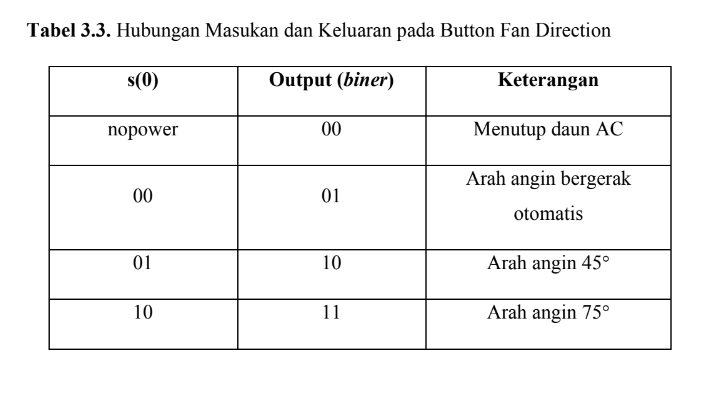 Tabel 3.3. Hubungan Masukan dan Keluaran pada Button Fan Direction
s(0) Output (biner) Keterangan
nopower 00 Menutup daun AC
00 01 Arah angin bergerak
otomatis
01 10 Arah angin 45°
10 11 Arah angin 75°